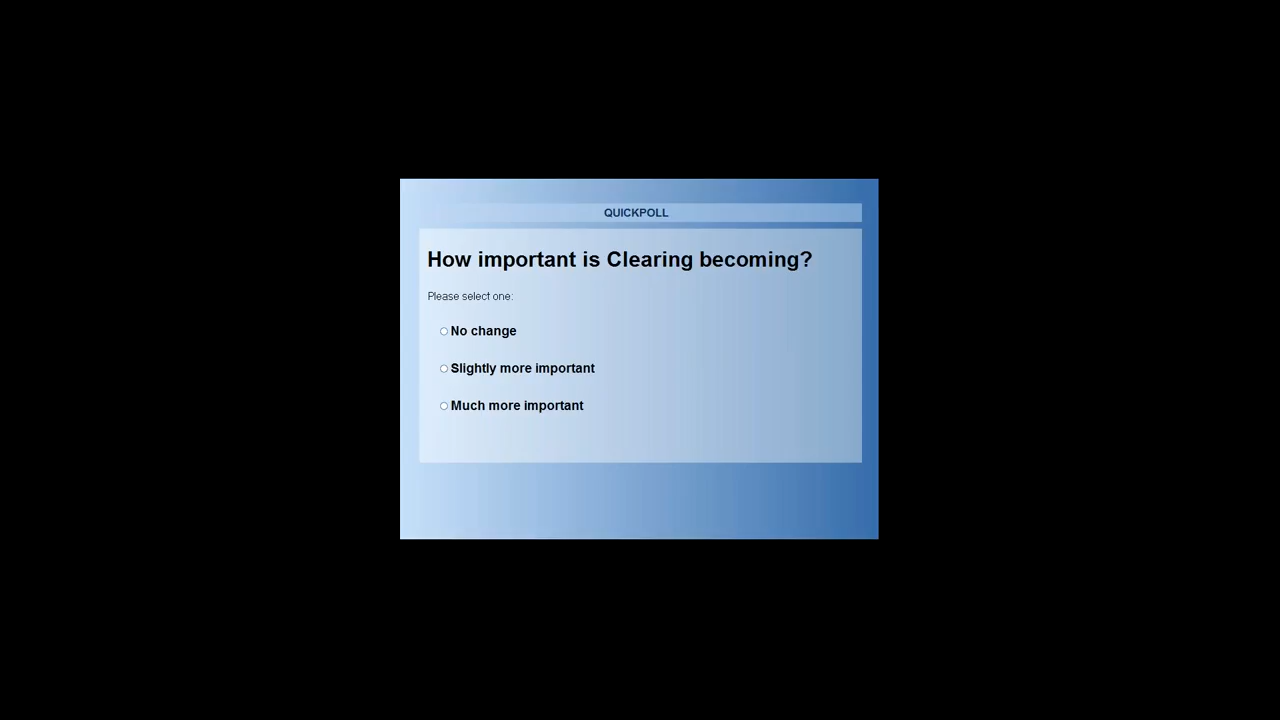 QUICKPOLL
How important is Clearing becoming?
Please select one:
No change
Slightly more important
Much more important